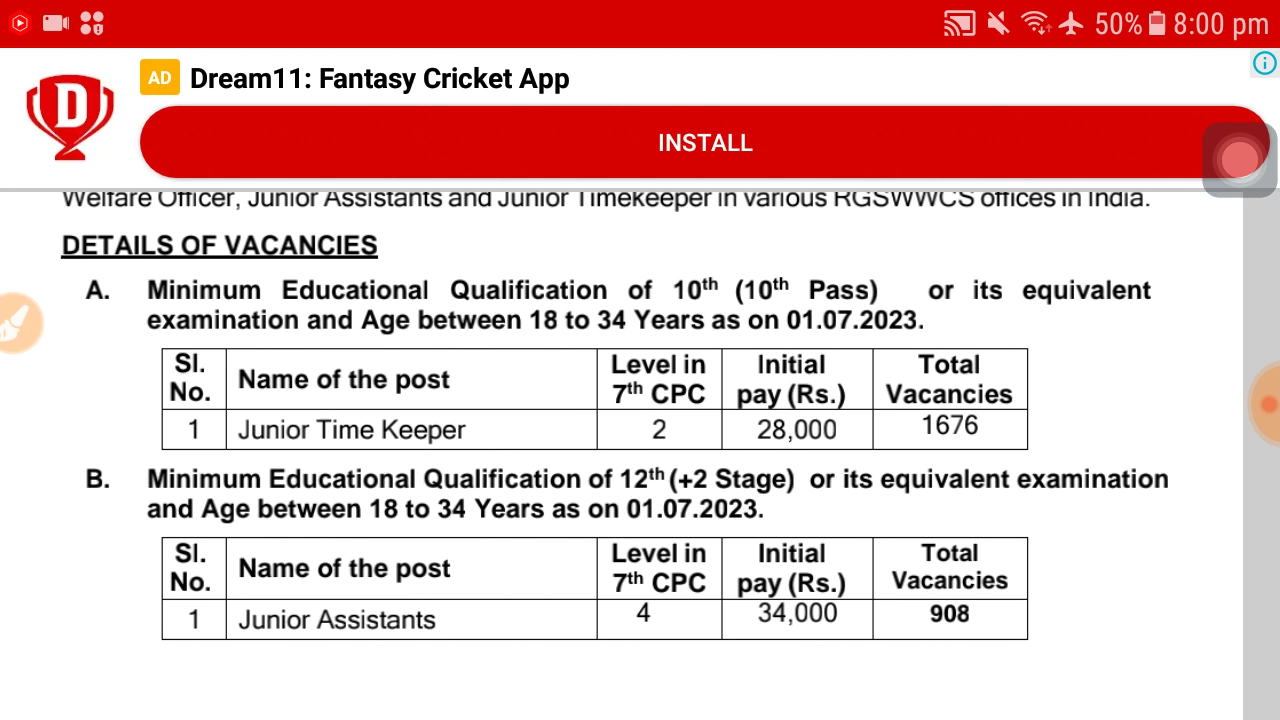 50% 8:00 pm
D
AD Dream11: Fantasy Cricket App
INSTALL
Welfare Officer, Junior Assistants and Junior Timekeeper in various RGSWWCS offices in India.
DETAILS OF VACANCIES
A. Minimum Educational Qualification of 10th (10th Pass) or its equivalent
examination and Age between 18 to 34 Years as on 01.07.2023.
Sl. No. Name of the post Level in 7th CPC Initial pay (Rs.) Total Vacancies
1 Junior Time Keeper 2 28,000 1676
B. Minimum Educational Qualification of 12th (+2 Stage) or its equivalent examination
and Age between 18 to 34 Years as on 01.07.2023.
Sl. No. Name of the post Level in 7th CPC Initial pay (Rs.) Total Vacancies
1 Junior Assistants 4 34,000 908